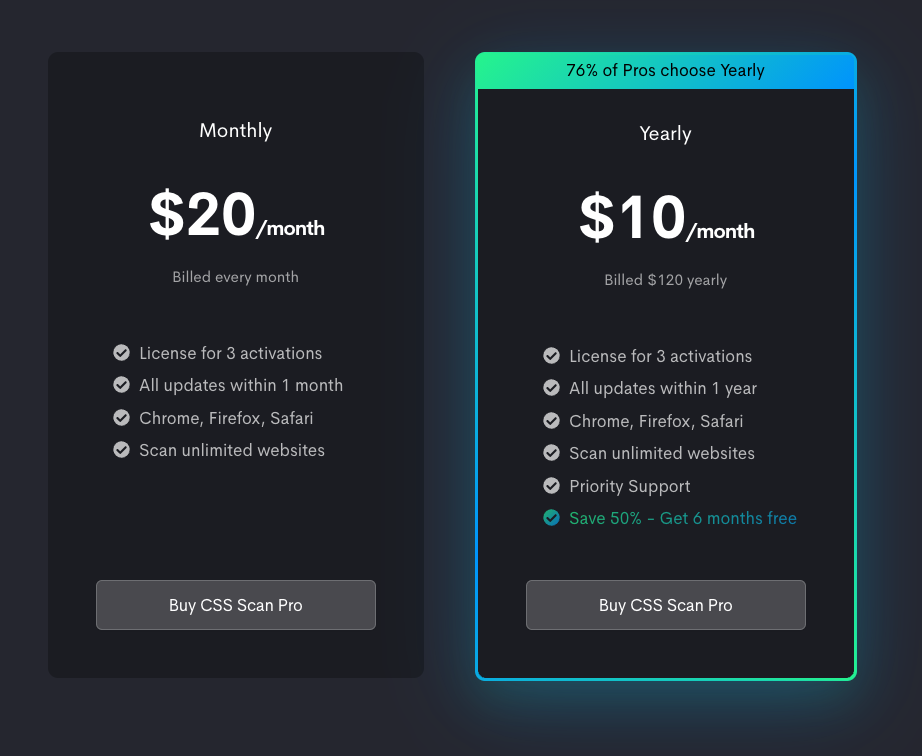 Monthly
$20/month
Billed every month
License for 3 activations
All updates within 1 month
Chrome, Firefox, Safari
Scan unlimited websites
Buy CSS Scan Pro
76% of Pros choose Yearly
Yearly
$10/month
Billed $120 yearly
License for 3 activations
All updates within 1 year
Chrome, Firefox, Safari
Scan unlimited websites
Priority Support
Save 50% - Get 6 months free
Buy CSS Scan Pro